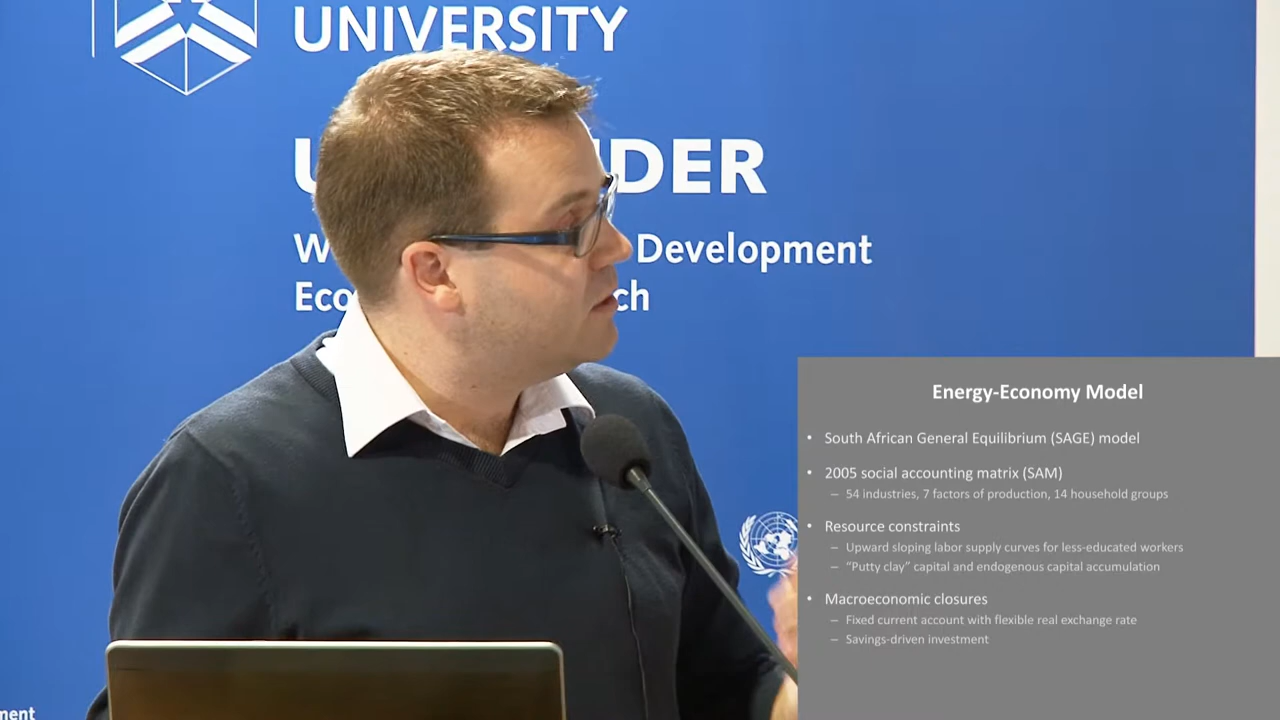 UNIVERSITY
U DER
W Development
Eco ch
Energy-Economy Model
• South African General Equilibrium (SAGE) model
• 2005 social accounting matrix (SAM)
– 54 industries, 7 factors of production, 14 household groups
• Resource constraints
– Upward sloping labor supply curves for less-educated workers
– “Putty clay” capital and endogenous capital accumulation
• Macroeconomic closures
– Fixed current account with flexible real exchange rate
– Savings-driven investment
ment